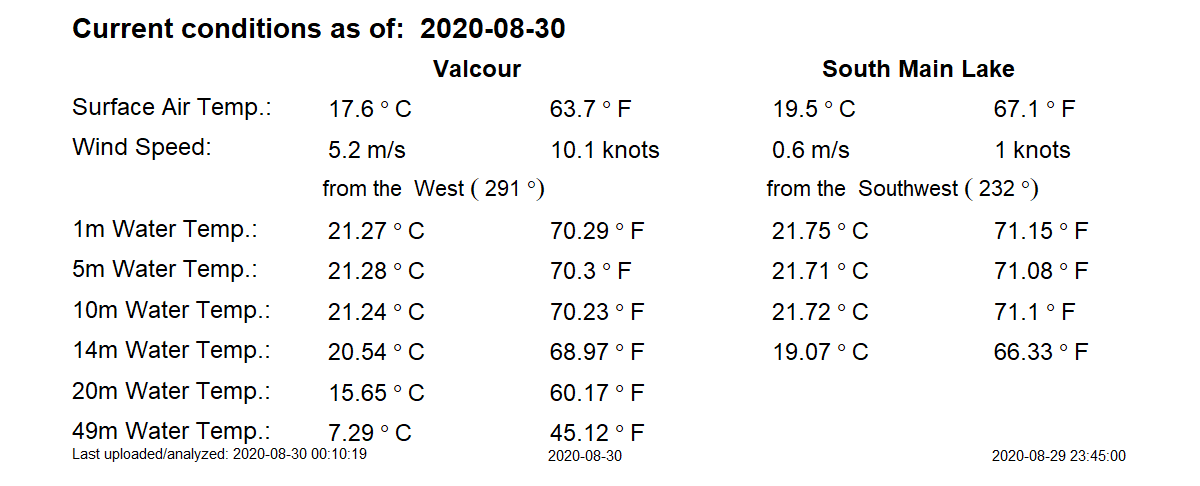 Current conditions as of: 2020-08-30
Valcour South Main Lake
Surface Air Temp.: 17.6 ° C 63.7 ° F 19.5 ° C 67.1 ° F
Wind Speed: 5.2 m/s 10.1 knots 0.6 m/s 1 knots
from the West ( 291 °) from the Southwest ( 232 °)
1m Water Temp.: 21.27 ° C 70.29 ° F 21.75 ° C 71.15 ° F
5m Water Temp.: 21.28 ° C 70.3 ° F 21.71 ° C 71.08 ° F
10m Water Temp.: 21.24 ° C 70.23 ° F 21.72 ° C 71.1 ° F
14m Water Temp.: 20.54 ° C 68.97 ° F 19.07 ° C 66.33 ° F
20m Water Temp.: 15.65 ° C 60.17 ° F
49m Water Temp.: 7.29 ° C 45.12 ° F
Last uploaded/analyzed: 2020-08-30 00:10:19 2020-08-30 2020-08-29 23:45:00